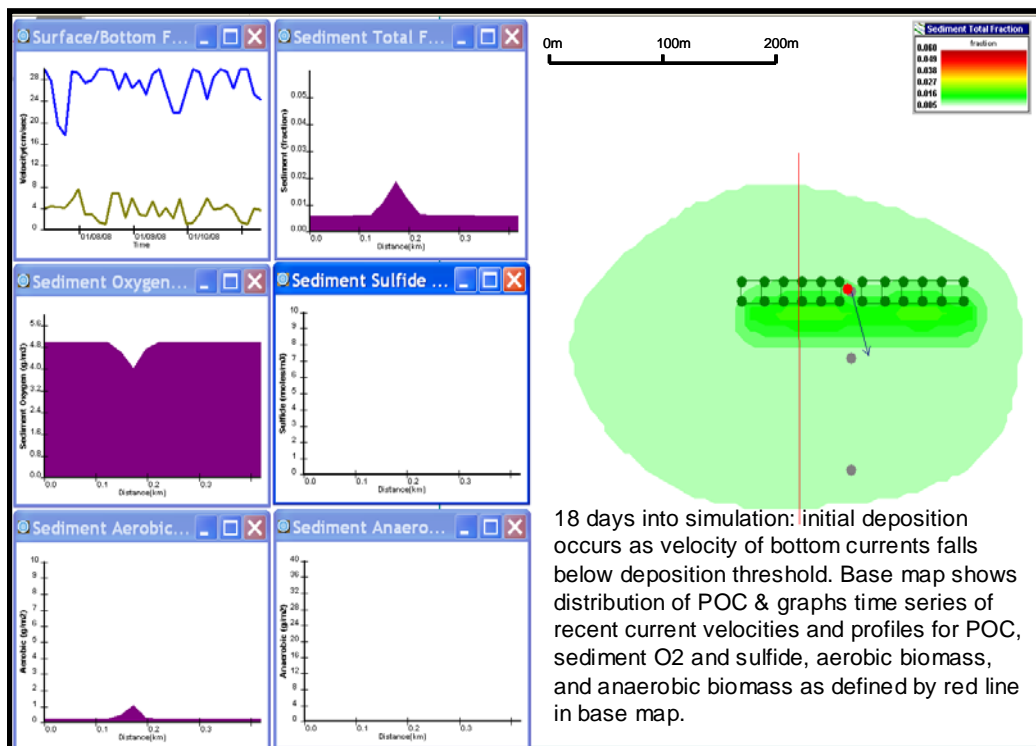 Surface/Bottom F...
28
24
20
16
12
8
4
0
Velocity(cm/sec)
01/08/08
01/09/08
01/10/08
Time
Sediment Total F...
0.05
0.04
0.03
0.02
0.01
0.00
Sediment (fraction)
0.0
0.1
0.2
0.3
Distance(km)
0m
100m
200m
Sediment Total Fraction
fraction
0.060
0.049
0.038
0.027
0.016
0.005
Sediment Oxygen...
5.6
4.8
4.0
3.2
2.4
1.6
0.8
0.0
Sediment Oxygen (g/m3)
0.0
0.1
0.2
0.3
Distance(km)
Sediment Sulfide ...
10
9
8
7
6
5
4
3
2
1
0
Sulfide (moles/m3)
0.0
0.1
0.2
0.3
Distance(km)
Sediment Aerobic...
10
9
8
7
6
5
4
3
2
1
0
Aerobic (g/m2)
0.0
0.1
0.2
0.3
Distance(km)
Sediment Anaero...
40
36
32
28
24
20
16
12
8
4
0
Anaerobic (g/m2)
0.0
0.1
0.2
0.3
Distance(km)
18 days into simulation: initial deposition
occurs as velocity of bottom currents falls
below deposition threshold. Base map shows
distribution of POC & graphs time series of
recent current velocities and profiles for POC,
sediment O2 and sulfide, aerobic biomass,
and anaerobic biomass as defined by red line
in base map.